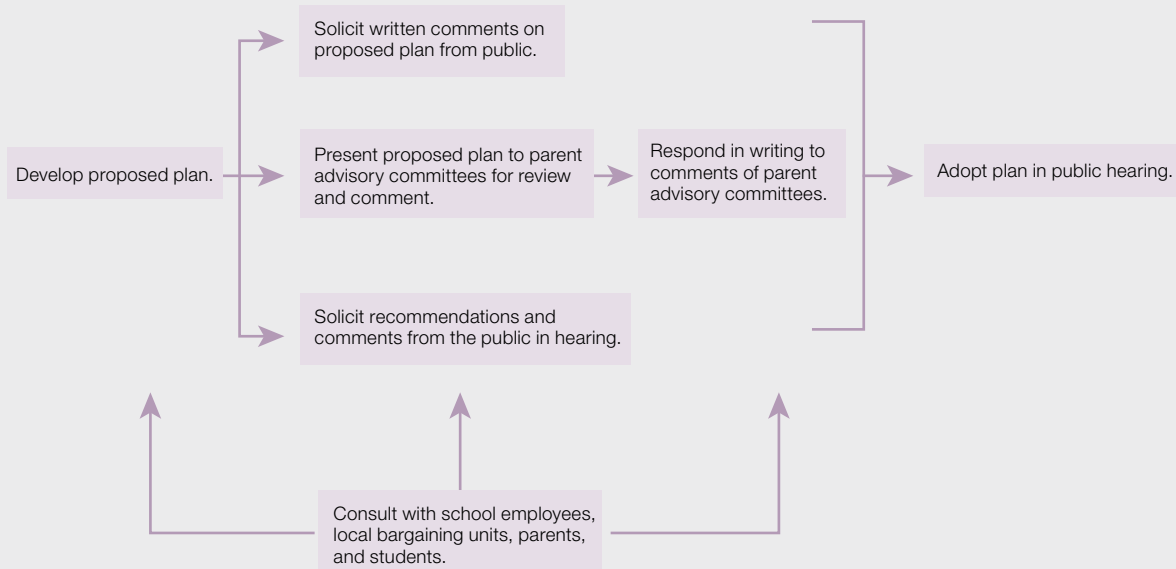 Develop proposed plan.
Solicit written comments on
proposed plan from public.
Present proposed plan to parent
advisory committees for review
and comment.
Respond in writing to
comments of parent
advisory committees.
Solicit recommendations and
comments from the public in hearing.
Adopt plan in public hearing.
Consult with school employees,
local bargaining units, parents,
and students.